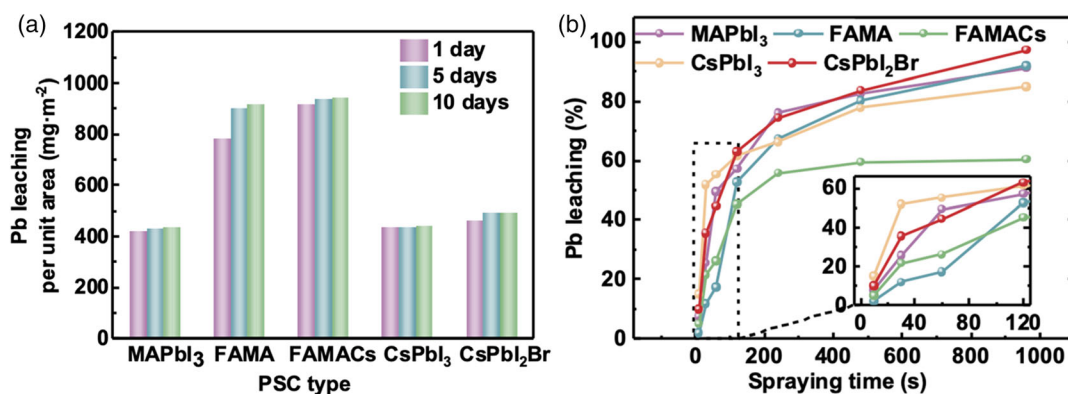 (a)
1200
1000
800
600
400
200
0
Pb leaching
per unit area (mg·m⁻²)
1 day
5 days
10 days
MAPbI₃ FAMA FAMACs CsPbI₃ CsPbI₂Br
PSC type
(b)
MAPbI₃ FAMA FAMACs
CsPbI₃ CsPbI₂Br
100
80
60
40
20
0
Pb leaching (%)
60
40
20
0
0 40 80 120
0 200 400 600 800 1000
Spraying time (s)